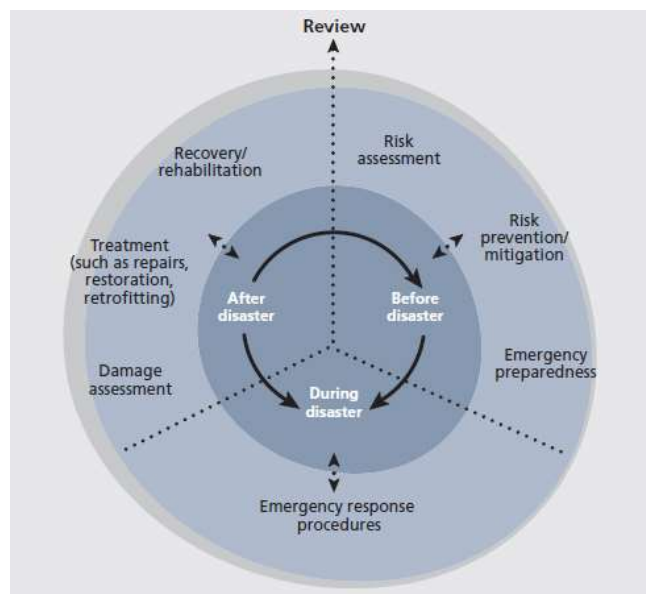 Review
Risk
assessment
Risk
prevention/
mitigation
Emergency
preparedness
Before
disaster
During
disaster
Emergency response
procedures
After
disaster
Damage
assessment
Treatment
(such as repairs,
restoration,
retrofitting)
Recovery/
rehabilitation